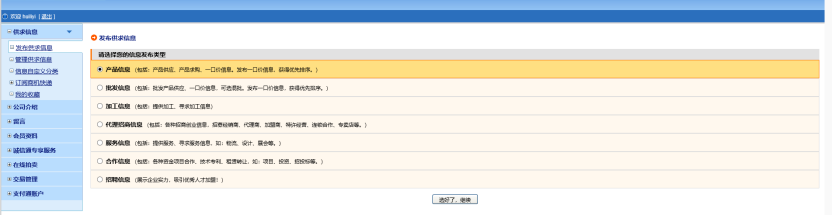 欢迎 [退出]
供求信息
发布供求信息
管理供求信息
信息自定义分类
订阅商机快递
我的收藏
公司介绍
留言
会员资料
诚信通专享服务
在线拍卖
交易管理
支付通账户
发布供求信息
请选择您的信息发布类型
产品信息 (包括:产品供应、产品求购、一口价信息。发布一口价信息,获得优先排序。)
批发信息 (包括:批发产品供应、一口价信息、可选混批。发布一口价信息,获得优先排序。)
加工信息 (包括:提供加工、寻求加工信息)
代理招商信息 (包括:各种招商创业信息、招募经销商、代理商、加盟商、特许经营、连锁合作、专卖店等。)
服务信息 (包括:提供服务、寻求服务信息,如:物流、设计、展会等。)
合作信息 (包括:各种资金项目合作、技术专利、租赁转让,如:项目、投资、招投标等。)
招聘信息 (展示企业实力,吸引优秀人才加盟!)
选好了,继续